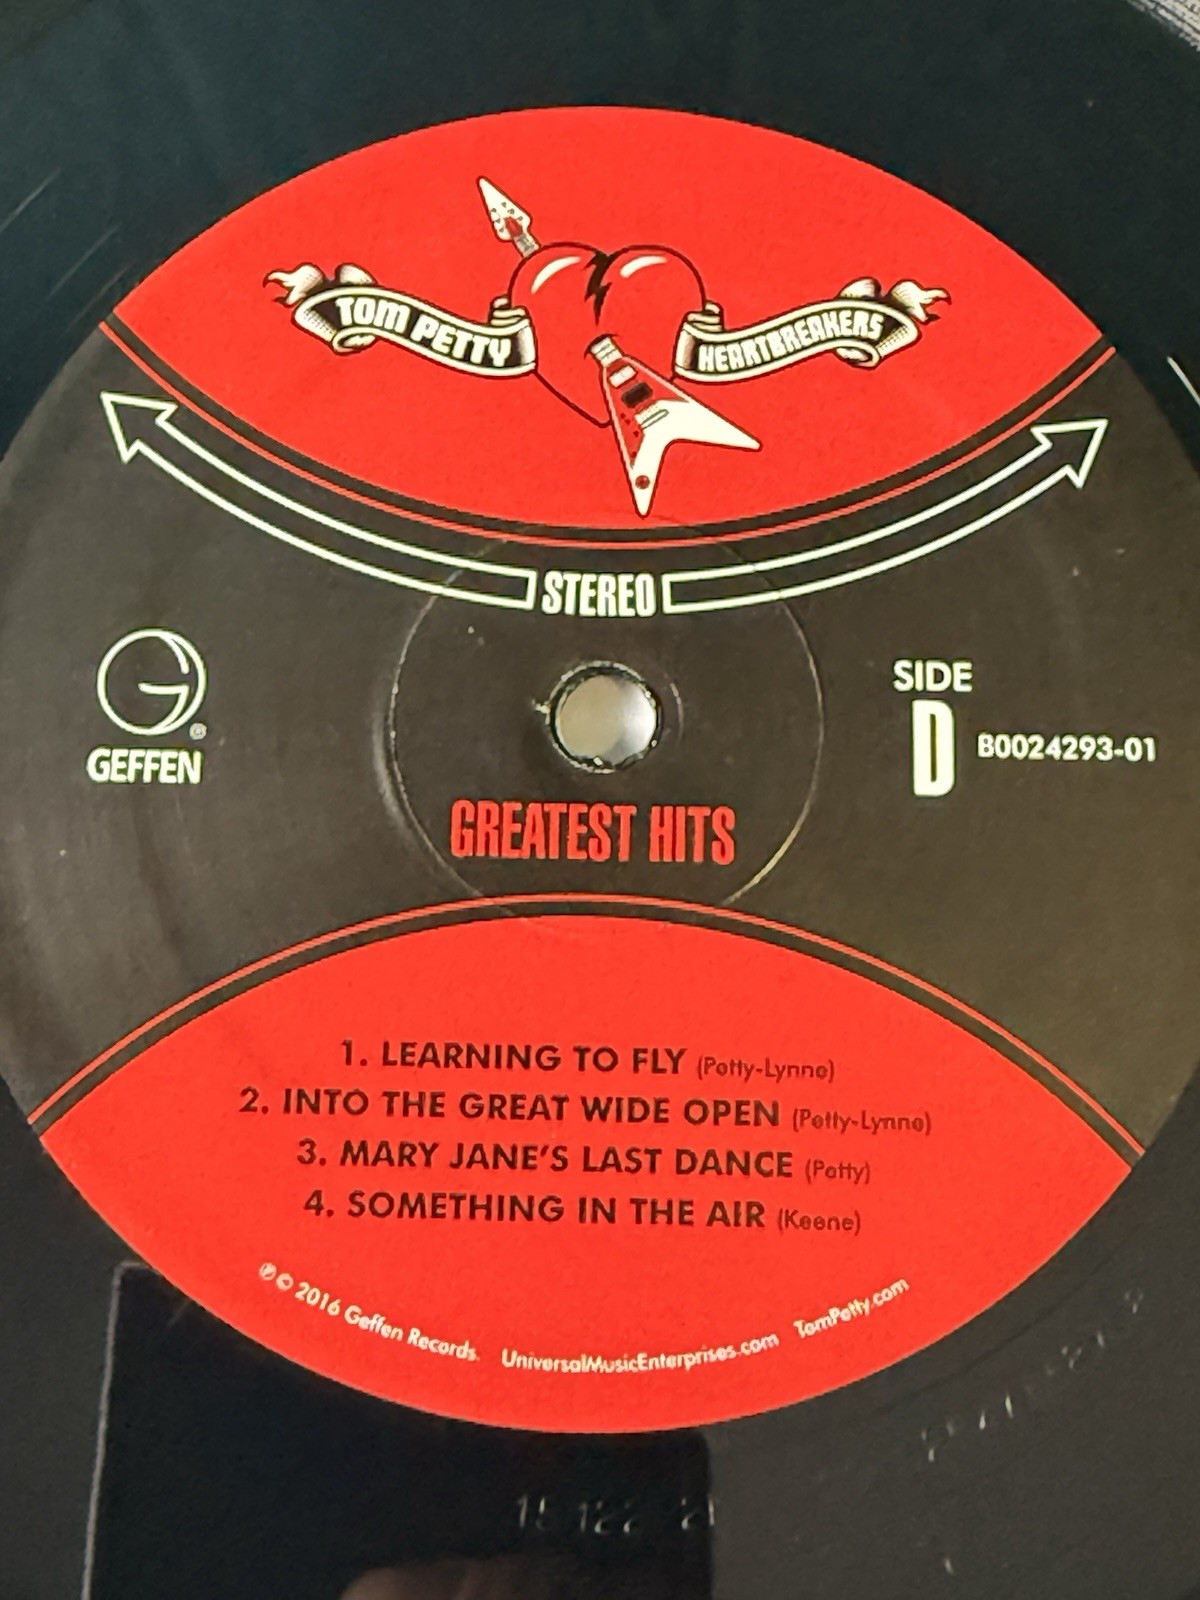 TOM PETTY
HEARTBREAKERS
STEREO
GEFFEN
®
SIDE
D
B0024293-01
GREATEST HITS
1. LEARNING TO FLY (Petty-Lynne)
2. INTO THE GREAT WIDE OPEN (Petty-Lynne)
3. MARY JANE'S LAST DANCE (Petty)
4. SOMETHING IN THE AIR (Keene)
℗ © 2016 Geffen Records. UniversalMusicEnterprises.com TomPetty.com